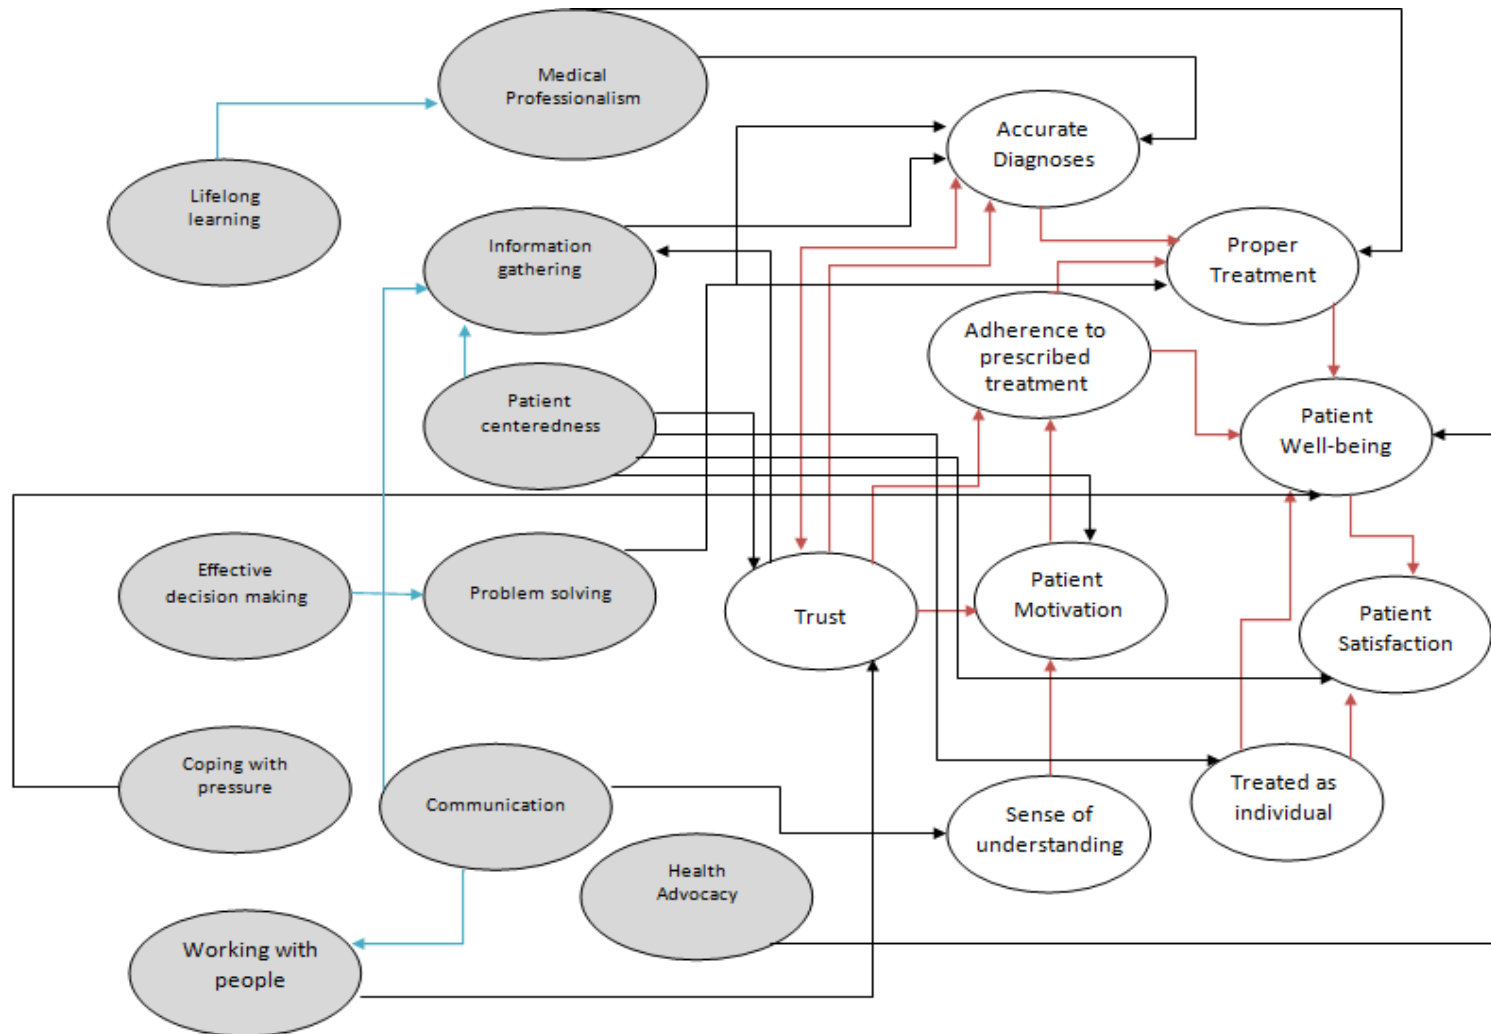 Medical
Professionalism
Accurate
Diagnoses
Lifelong
learning
Information
gathering
Proper
Treatment
Adherence to
prescribed
treatment
Patient
centeredness
Patient
Well-being
Effective
decision making
Problem solving
Trust
Patient
Motivation
Patient
Satisfaction
Coping with
pressure
Communication
Sense of
understanding
Treated as
individual
Health
Advocacy
Working with
people